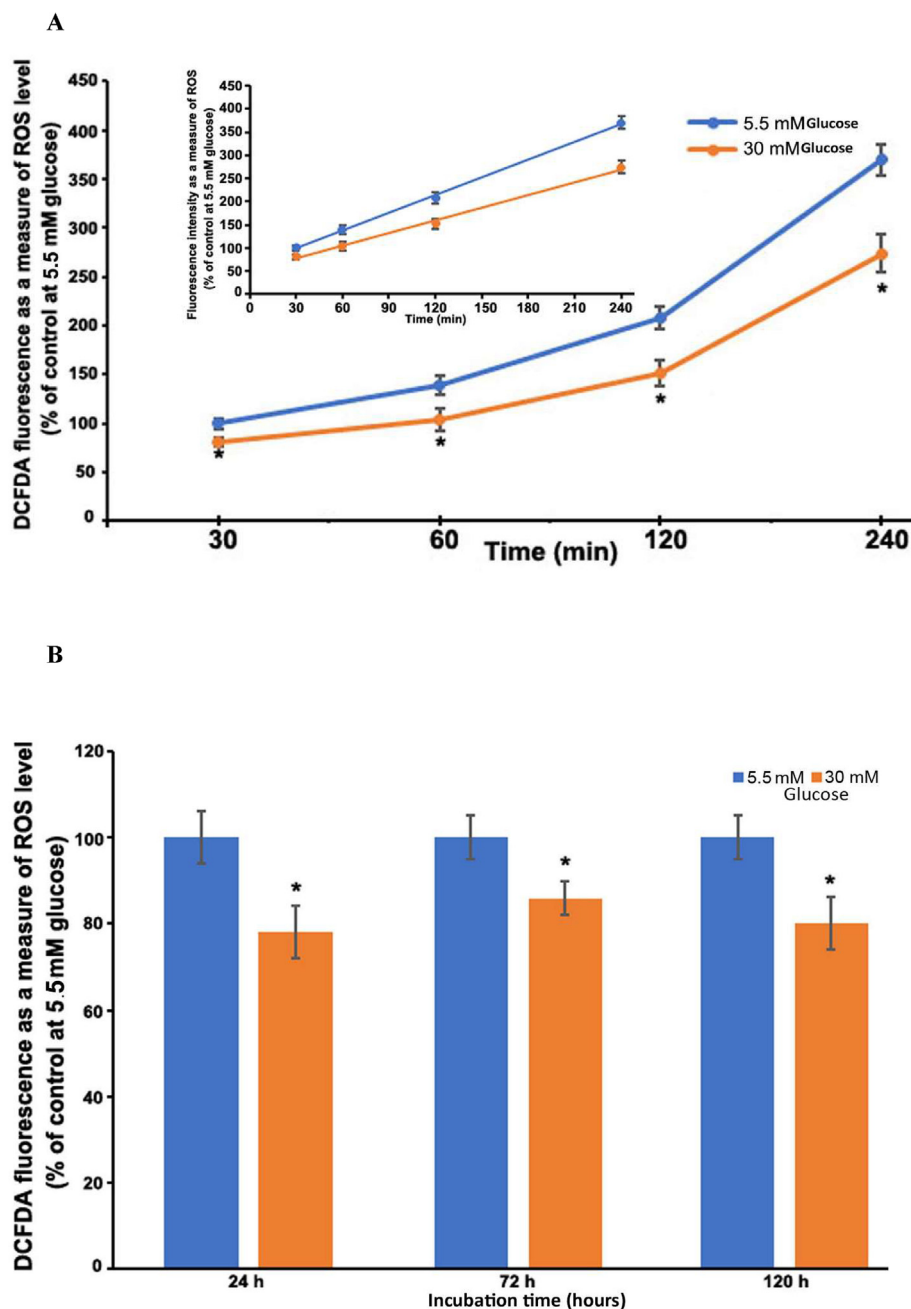 A
DCFDA fluorescence as a measure of ROS level
(% of control at 5.5 mM glucose)
450
400
350
300
250
200
150
100
50
0
Fluorescence intensity as a measure of ROS
(% of control at 5.5 mM glucose)
450
400
350
300
250
200
150
100
50
0
0 30 60 90 120 150 180 210 240
Time (min)
5.5 mM Glucose
30 mM Glucose
*
*
*
*
30 60 120 240
Time (min)
B
DCFDA fluorescence as a measure of ROS level
(% of control at 5.5mM glucose)
120
100
80
60
40
20
0
5.5 mM 30 mM
Glucose
*
*
*
24 h 72 h 120 h
Incubation time (hours)